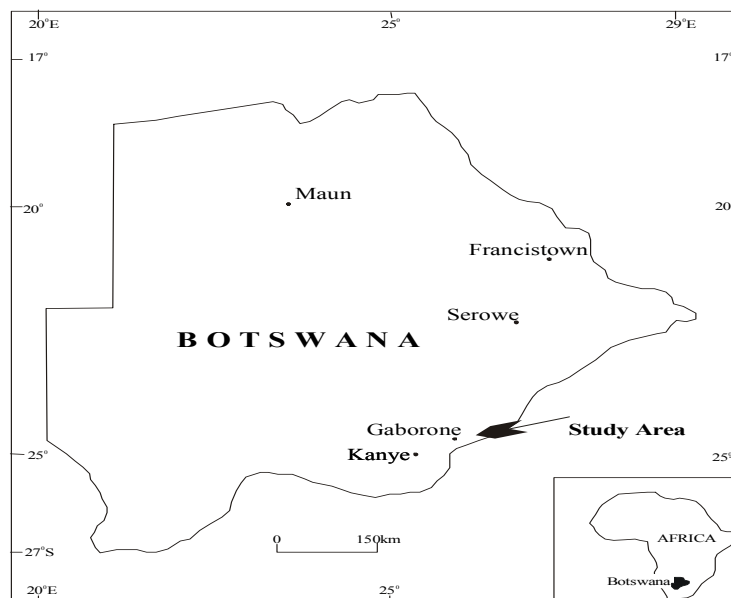 20°E 25° 29°E
17° 17°
Maun
20° 20
Francistown
Serowe
BOTSWANA
Gaborone Study Area
Kanye
25° 25°
0 150km
AFRICA
27°S
Botswana
20°E 25°